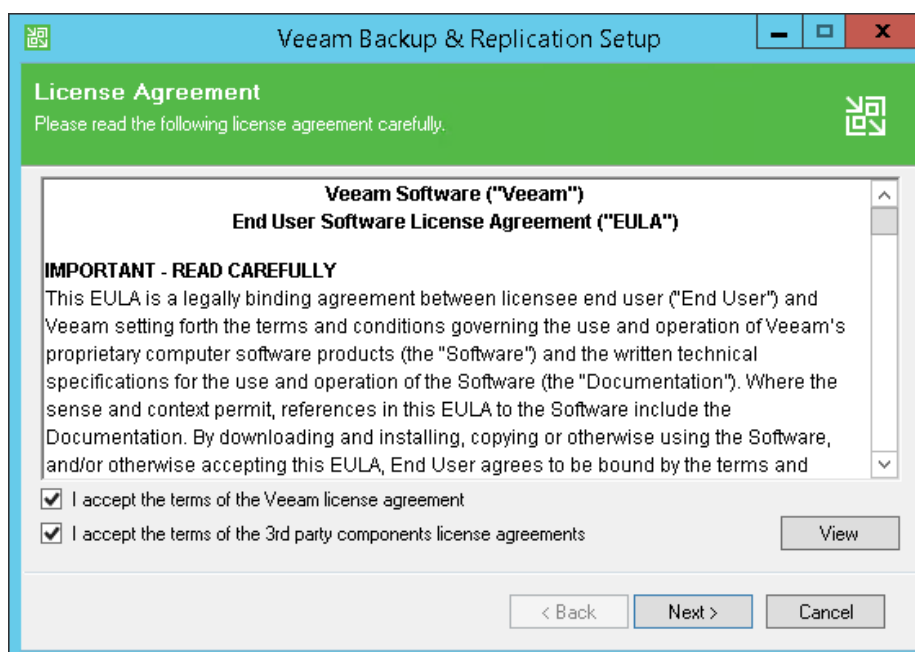 Veeam Backup & Replication Setup
License Agreement
Please read the following license agreement carefully.
Veeam Software ("Veeam")
End User Software License Agreement ("EULA")
IMPORTANT - READ CAREFULLY
This EULA is a legally binding agreement between licensee end user ("End User") and
Veeam setting forth the terms and conditions governing the use and operation of Veeam's
proprietary computer software products (the "Software") and the written technical
specifications for the use and operation of the Software (the "Documentation"). Where the
sense and context permit, references in this EULA to the Software include the
Documentation. By downloading and installing, copying or otherwise using the Software,
and/or otherwise accepting this EULA, End User agrees to be bound by the terms and
I accept the terms of the Veeam license agreement
I accept the terms of the 3rd party components license agreements
View
< Back
Next >
Cancel